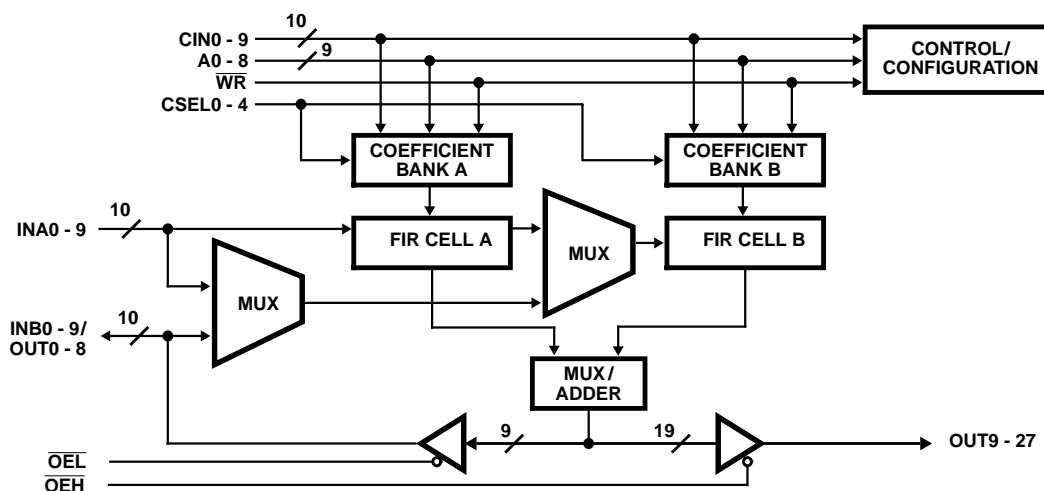 10
CIN0 - 9
9
A0 - 8
WR
CSEL0 - 4
CONTROL/
CONFIGURATION
COEFFICIENT
BANK A
COEFFICIENT
BANK B
10
INA0 - 9
FIR CELL A
MUX
FIR CELL B
MUX
10
INB0 - 9/
OUT0 - 8
MUX /
ADDER
9
19
OUT9 - 27
OEL
OEH